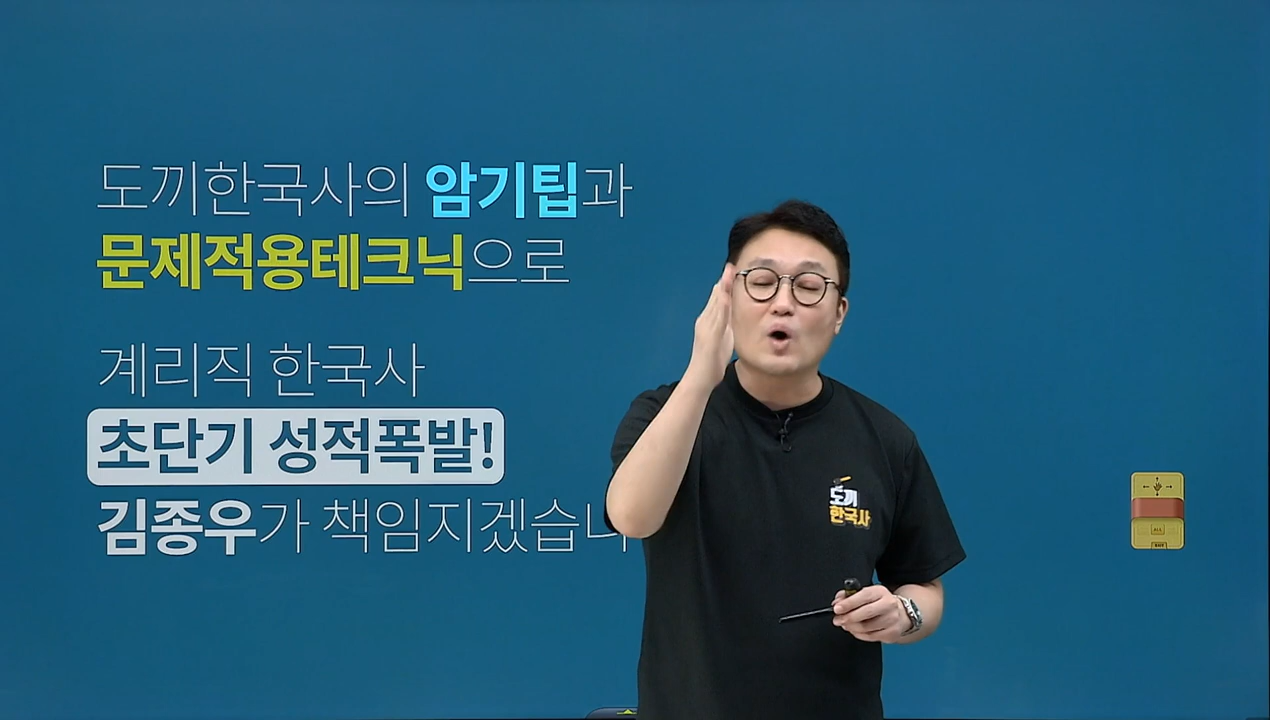 도끼한국사의 암기팁과
문제적용테크닉으로
계리직 한국사
초단기 성적폭발!
김종우가 책임지겠습니
도끼
한국사
ALL
EXIT